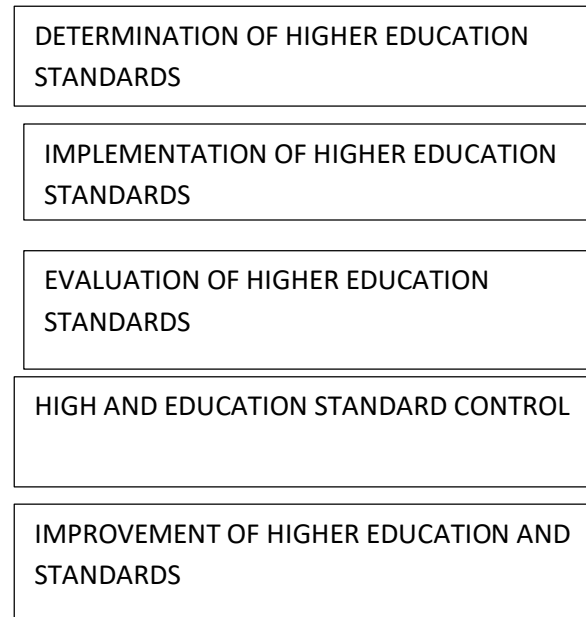 DETERMINATION OF HIGHER EDUCATION
STANDARDS
IMPLEMENTATION OF HIGHER EDUCATION
STANDARDS
EVALUATION OF HIGHER EDUCATION
STANDARDS
HIGH AND EDUCATION STANDARD CONTROL
IMPROVEMENT OF HIGHER EDUCATION AND
STANDARDS